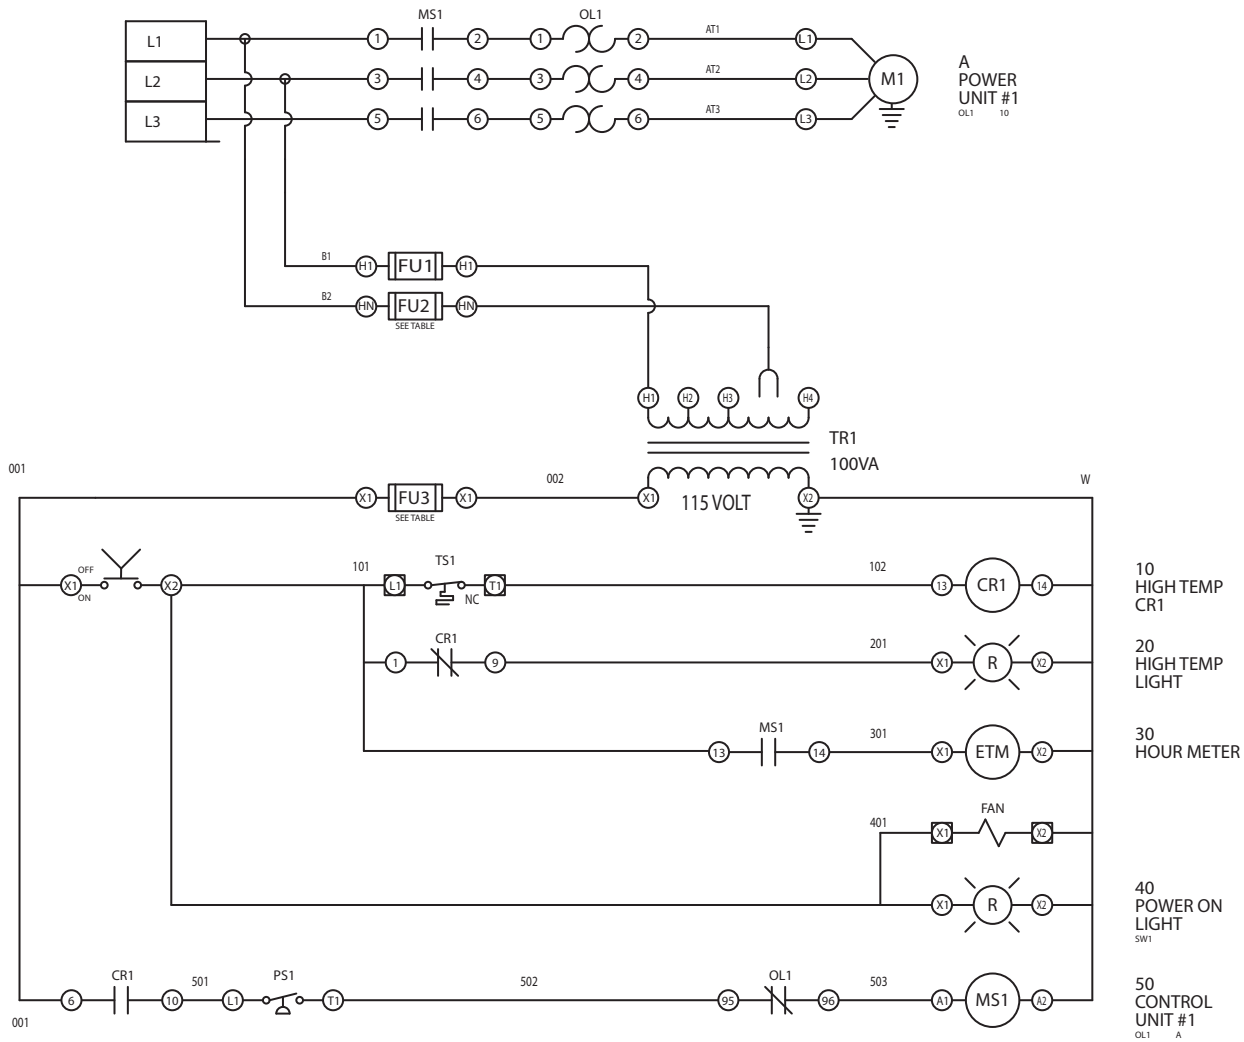 MS1 OL1
L1 1 2 1 2 AT1 L1
L2 3 4 3 4 AT2 L2 M1
L3 5 6 5 6 AT3 L3
A
POWER
UNIT #1
OL1 10
B1 H1 FU1 H1
B2 HN FU2 HN
SEE TABLE
H1 H2 H3 H4
TR1
100VA
001 002 W
X1 FU3 X1 X1 115 VOLT X2
SEE TABLE
OFF 101 TS1 102
X1 X2 L1 T1 13 CR1 14
ON NC
10
HIGH TEMP
CR1
CR1 201
1 9 X1 R X2
20
HIGH TEMP
LIGHT
MS1 301
13 14 X1 ETM X2
30
HOUR METER
FAN
401
X1 X2
X1 R X2
40
POWER ON
LIGHT
SW1
CR1 501 PS1 502 OL1 503
6 10 L1 T1 95 96 A1 MS1 A2
001
50
CONTROL
UNIT #1
OL1 A